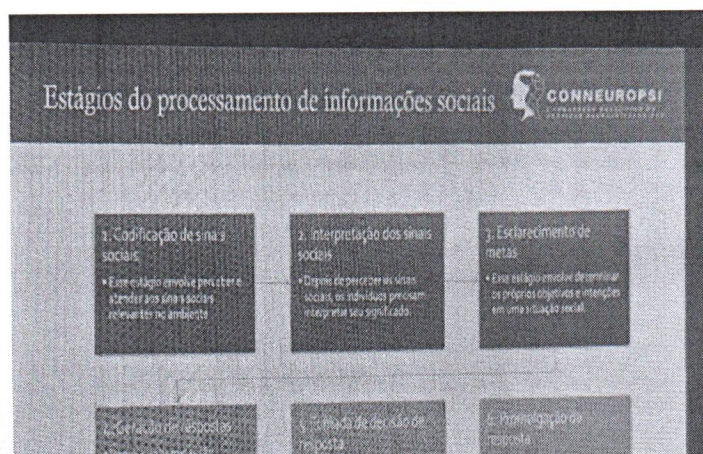 Estágios do processamento de informações sociais
CONNEUROPSI
1. Codificação de sinais
sociais
• Esse estágio envolve perceber e
atender aos sinais sociais
relevantes no ambiente
2. Interpretação dos sinais
sociais
• Depois de perceber os sinais
sociais, os indivíduos precisam
interpretar seu significado.
3. Esclarecimento de
metas
• Esse estágio envolve determinar
os próprios objetivos e intenções
em uma situação social.
4. Geração de respostas
5. Tomada de decisão de
resposta
6. Promulgação da
resposta